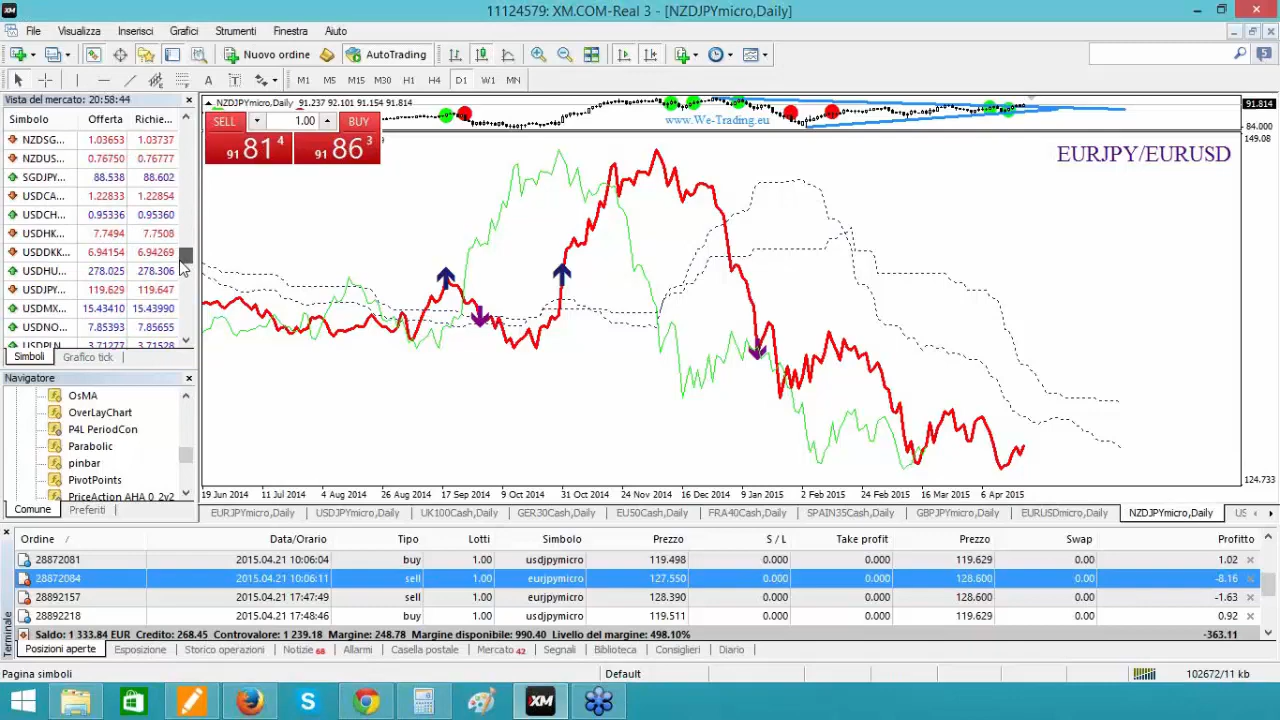 11124579: XM.COM-Real 3 - [NZDJPYmicro,Daily]
File Visualizza Inserisci Grafici Strumenti Finestra Aiuto
Nuovo ordine AutoTrading
5
A T M1 M5 M15 M30 H1 H4 D1 W1 MN
Vista del mercato: 20:58:44
Simbolo Offerta Richie...
NZDSG... 1.03653 1.03737
NZDUS... 0.76750 0.76777
SGDJPY... 88.538 88.602
USDCA... 1.22833 1.22854
USDCH... 0.95336 0.95360
USDHK... 7.7494 7.7508
USDDKK... 6.94154 6.94269
USDHU... 278.025 278.306
USDJPY... 119.629 119.647
USDMX... 15.43410 15.43990
USDNO... 7.85393 7.85655
USDPLN 3.71277 3.71528
Simboli Grafico tick
Navigatore
OsMA
OverLayChart
P4L PeriodCon
Parabolic
pinbar
PivotPoints
PriceAction AHA 0 2v2
Comune Preferiti
NZDJPYmicro,Daily 91.237 92.101 91.154 91.814
SELL 1.00 BUY
91 81 4 91 86 3
www.We-Trading.eu
91.814
84.000
149.08
EURJPY/EURUSD
124.733
19 Jun 2014 11 Jul 2014 4 Aug 2014 26 Aug 2014 17 Sep 2014 9 Oct 2014 31 Oct 2014 24 Nov 2014 16 Dec 2014 9 Jan 2015 2 Feb 2015 24 Feb 2015 16 Mar 2015 6 Apr 2015
EURJPYmicro,Daily USDJPYmicro,Daily UK100Cash,Daily GER30Cash,Daily EU50Cash,Daily FRA40Cash,Daily SPAIN35Cash,Daily GBPJPYmicro,Daily EURUSDmicro,Daily NZDJPYmicro,Daily US
Ordine Data/Orario Tipo Lotti Simbolo Prezzo S / L Take profit Prezzo Swap Profitto
28872081 2015.04.21 10:06:04 buy 1.00 usdjpymicro 119.498 0.000 0.000 119.629 0.00 1.02
28872084 2015.04.21 10:06:11 sell 1.00 eurjpymicro 127.550 0.000 0.000 128.600 0.00 -8.16
28892157 2015.04.21 17:47:49 sell 1.00 eurjpymicro 128.390 0.000 0.000 128.600 0.00 -1.63
28892218 2015.04.21 17:48:46 buy 1.00 usdjpymicro 119.511 0.000 0.000 119.629 0.00 0.92
Saldo: 1 333.84 EUR Credito: 268.45 Controvalore: 1 239.18 Margine: 248.78 Margine disponibile: 990.40 Livello del margine: 498.10% -363.11
Terminale
Posizioni aperte Esposizione Storico operazioni Notizie 68 Allarmi Casella postale Mercato 42 Segnali Biblioteca Consiglieri Diario
Pagina simboli Default 102672/11 kb
XM